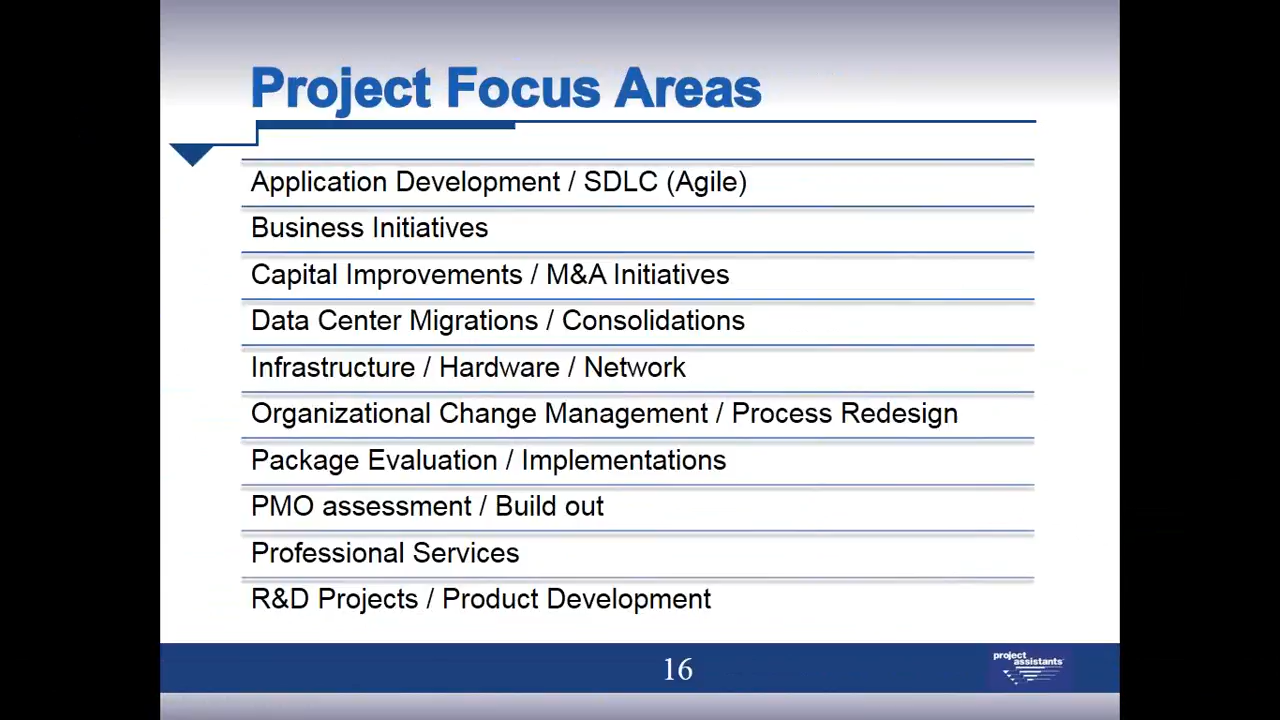 Project Focus Areas
Application Development / SDLC (Agile)
Business Initiatives
Capital Improvements / M&A Initiatives
Data Center Migrations / Consolidations
Infrastructure / Hardware / Network
Organizational Change Management / Process Redesign
Package Evaluation / Implementations
PMO assessment / Build out
Professional Services
R&D Projects / Product Development
16
project
assistants